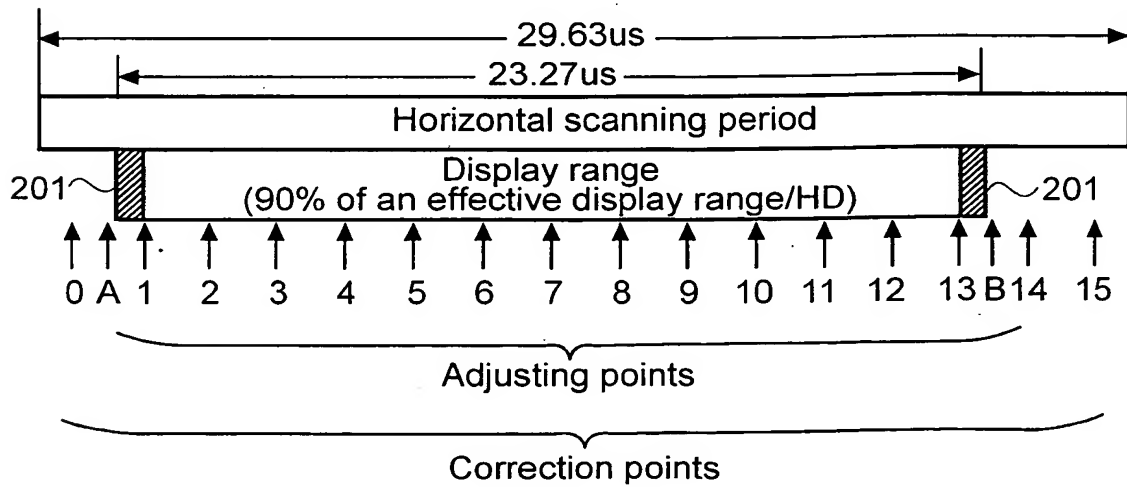 29.63us
23.27us
Horizontal scanning period
Display range
(90% of an effective display range/HD)
201
201
0 A 1 2 3 4 5 6 7 8 9 10 11 12 13 B 14 15
Adjusting points
Correction points